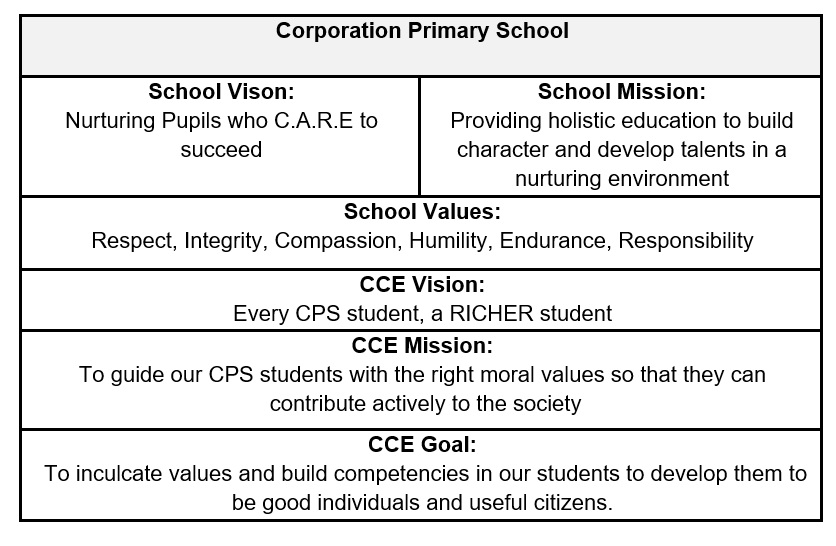 Corporation Primary School
School Vison:
Nurturing Pupils who C.A.R.E to
succeed
School Mission:
Providing holistic education to build
character and develop talents in a
nurturing environment
School Values:
Respect, Integrity, Compassion, Humility, Endurance, Responsibility
CCE Vision:
Every CPS student, a RICHER student
CCE Mission:
To guide our CPS students with the right moral values so that they can
contribute actively to the society
CCE Goal:
To inculcate values and build competencies in our students to develop them to
be good individuals and useful citizens.